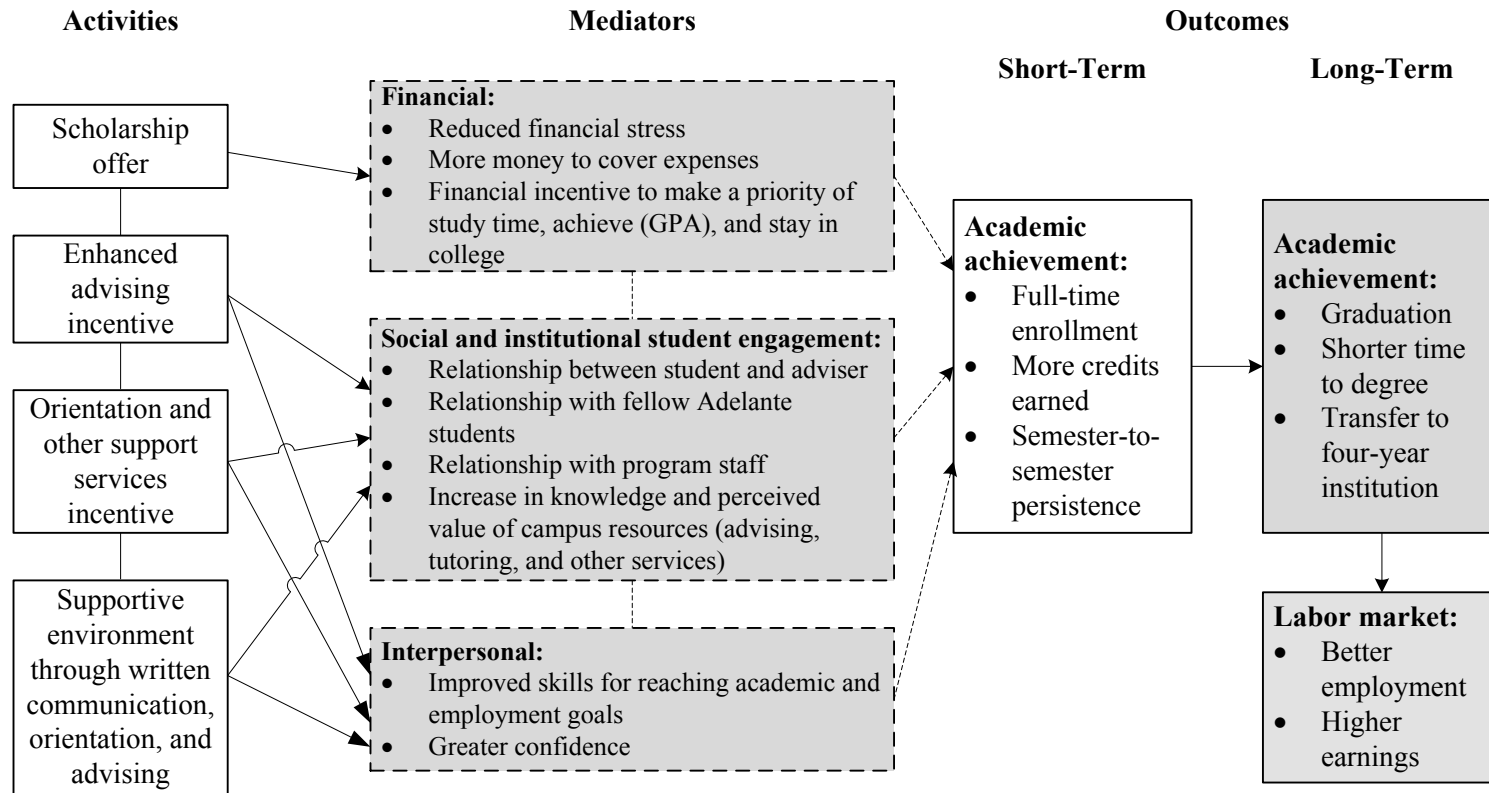 Activities
Mediators
Outcomes
Short-Term
Long-Term
Scholarship
offer
Enhanced
advising
incentive
Orientation and
other support
services
incentive
Supportive
environment
through written
communication,
orientation, and
advising
Financial:
• Reduced financial stress
• More money to cover expenses
• Financial incentive to make a priority of
study time, achieve (GPA), and stay in
college
Social and institutional student engagement:
• Relationship between student and adviser
• Relationship with fellow Adelante
students
• Relationship with program staff
• Increase in knowledge and perceived
value of campus resources (advising,
tutoring, and other services)
Interpersonal:
• Improved skills for reaching academic and
employment goals
• Greater confidence
Academic
achievement:
• Full-time
enrollment
• More credits
earned
• Semester-to-
semester
persistence
Academic
achievement:
• Graduation
• Shorter time
to degree
• Transfer to
four-year
institution
Labor market:
• Better
employment
• Higher
earnings